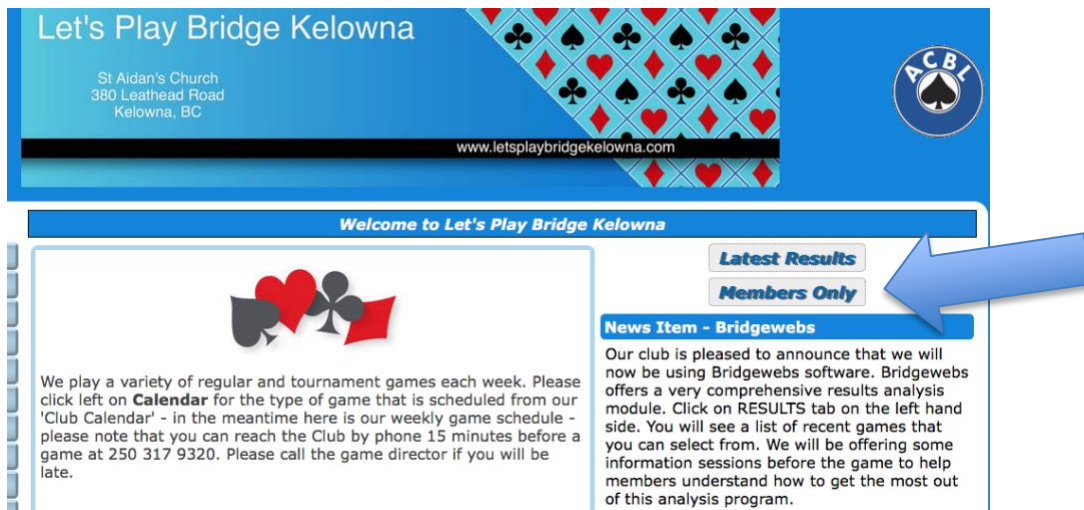 Let's Play Bridge Kelowna
St Aidan's Church
380 Leathead Road
Kelowna, BC
ACBL
www.letsplaybridgekelowna.com
Welcome to Let's Play Bridge Kelowna
Latest Results
Members Only
We play a variety of regular and tournament games each week. Please
click left on Calendar for the type of game that is scheduled from our
'Club Calendar' - in the meantime here is our weekly game schedule -
please note that you can reach the Club by phone 15 minutes before a
game at 250 317 9320. Please call the game director if you will be
late.
News Item - Bridgewebs
Our club is pleased to announce that we will
now be using Bridgewebs software. Bridgewebs
offers a very comprehensive results analysis
module. Click on RESULTS tab on the left hand
side. You will see a list of recent games that
you can select from. We will be offering some
information sessions before the game to help
members understand how to get the most out
of this analysis program.